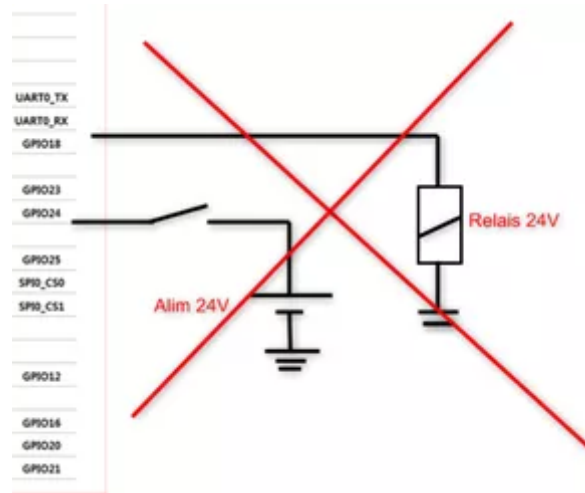 UART0_TX
UART0_RX
GPIO18
GPIO23
GPIO24
Relais 24V
GPIO25
SPI0_CS0
SPI0_CS1
Alim 24V
GPIO12
GPIO16
GPIO20
GPIO21